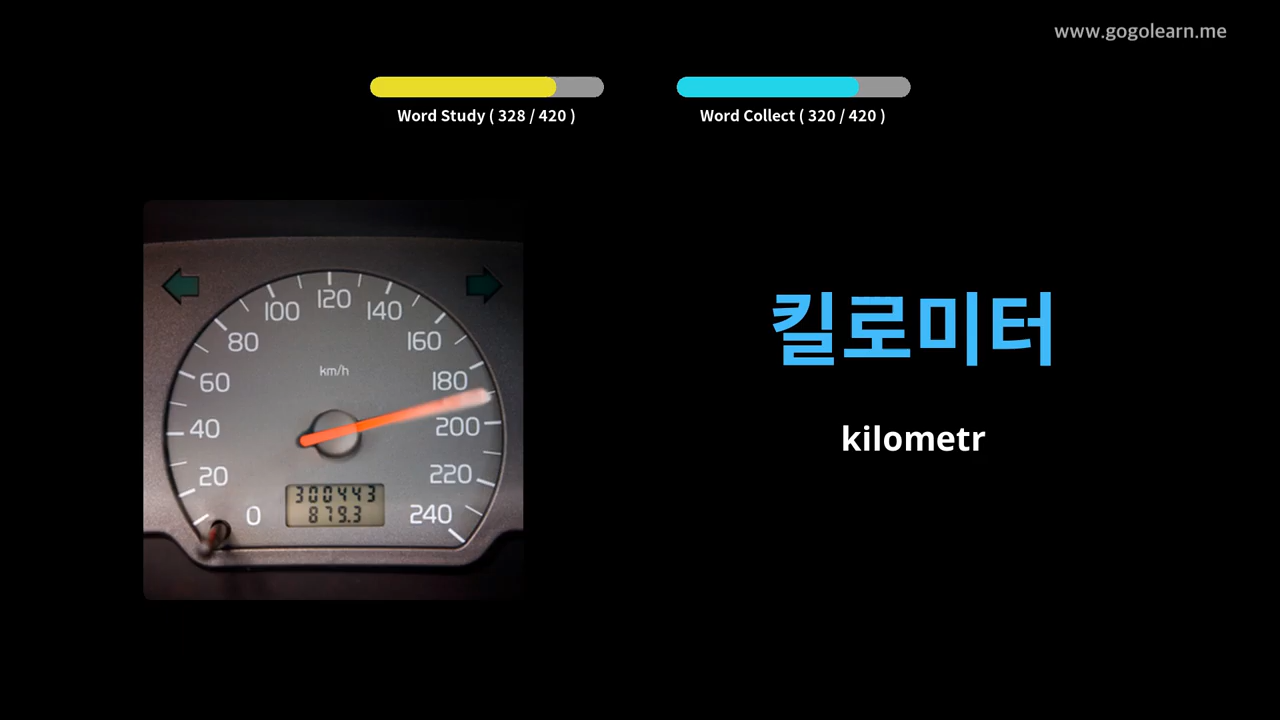 www.gogolearn.me
Word Study ( 328 / 420 )
Word Collect ( 320 / 420 )
120
100
140
80
160
km/h
60
180
40
200
20
220
0
240
300443
879.3
킬로미터
kilometr